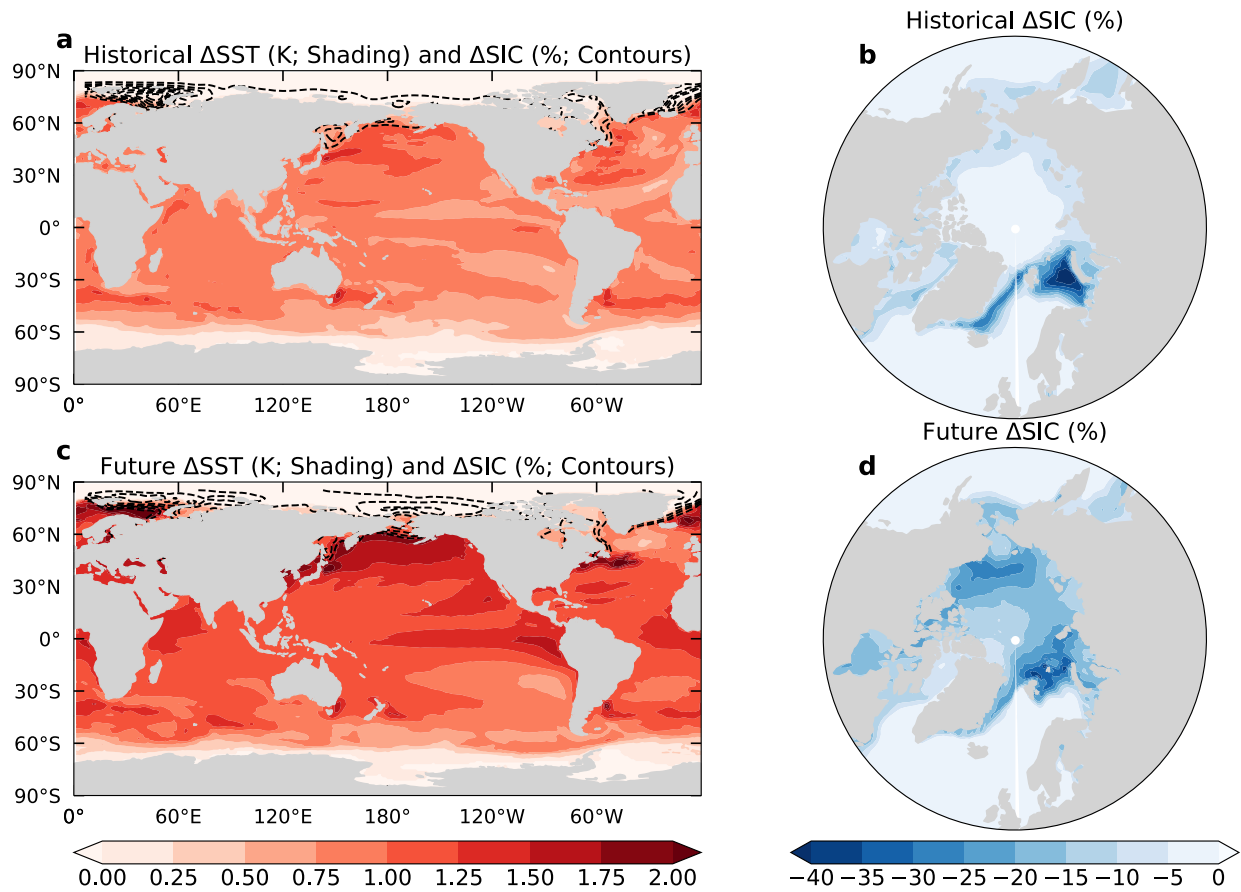 a
Historical ΔSST (K; Shading) and ΔSIC (%; Contours)
90°N
60°N
30°N
0°
30°S
60°S
90°S
0°
60°E
120°E
180°
120°W
60°W
Historical ΔSIC (%)
b
c
Future ΔSST (K; Shading) and ΔSIC (%; Contours)
90°N
60°N
30°N
0°
30°S
60°S
90°S
0°
60°E
120°E
180°
120°W
60°W
0.00 0.25 0.50 0.75 1.00 1.25 1.50 1.75 2.00
Future ΔSIC (%)
d
−40 −35 −30 −25 −20 −15 −10 −5 0